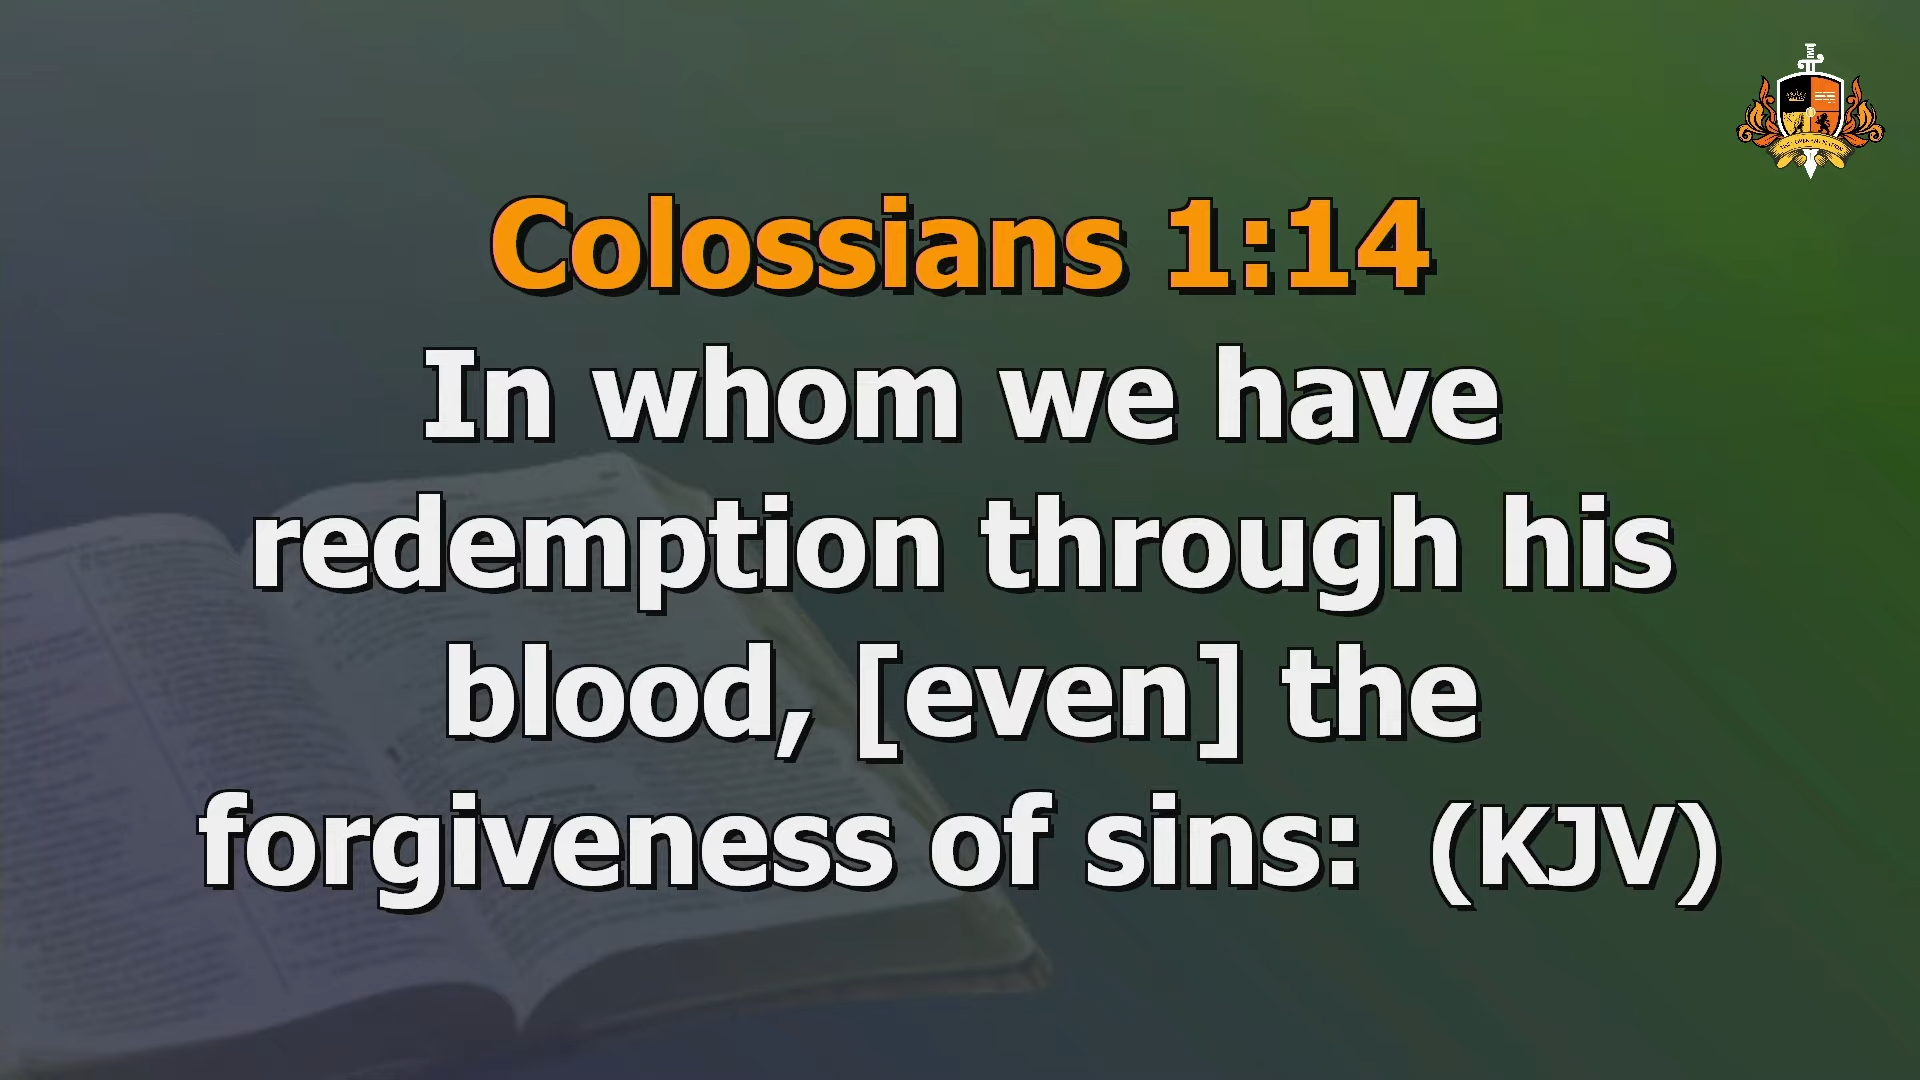 Colossians 1:14
In whom we have
redemption through his
blood, [even] the
forgiveness of sins:  (KJV)